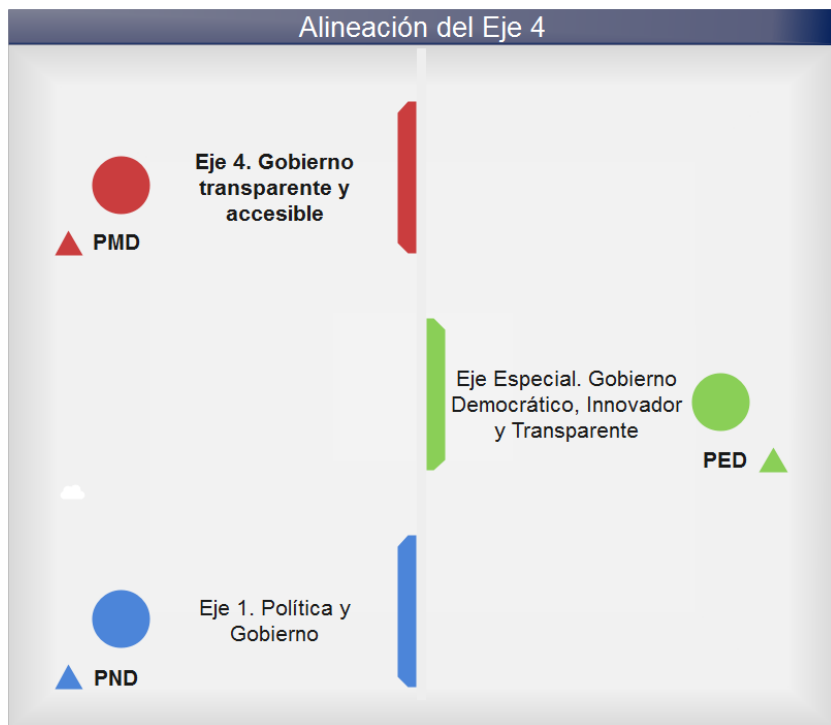 Alineación del Eje 4
Eje 4. Gobierno
transparente y
accesible
PMD
Eje Especial. Gobierno
Democrático, Innovador
y Transparente
PED
Eje 1. Política y
Gobierno
PND